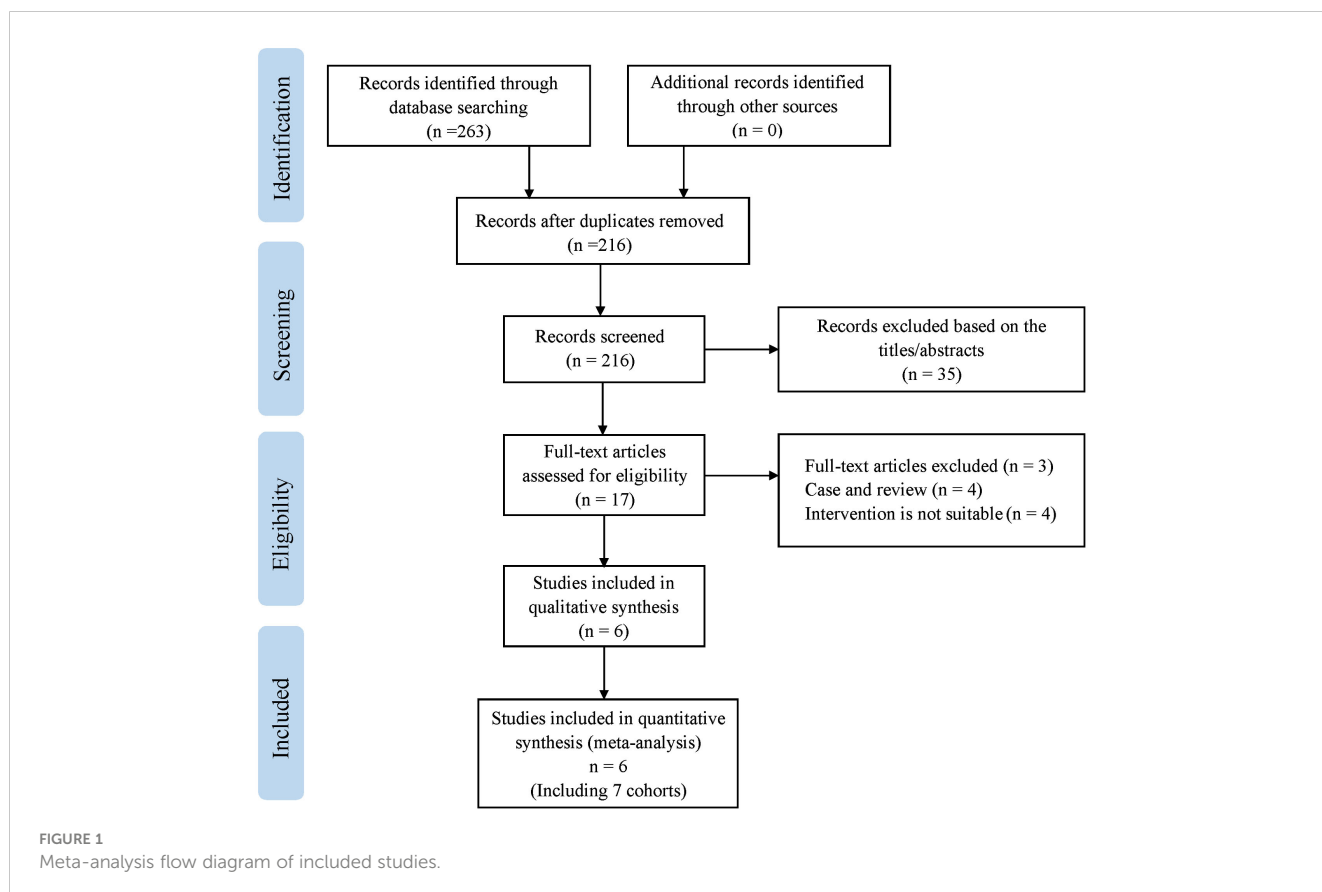 Identification
Records identified through
database searching
(n =263)
Additional records identified
through other sources
(n = 0)
Records after duplicates removed
(n =216)
Screening
Records screened
(n = 216)
Records excluded based on the
titles/abstracts
(n = 35)
Eligibility
Full-text articles
assessed for eligibility
(n = 17)
Full-text articles excluded (n = 3)
Case and review (n = 4)
Intervention is not suitable (n = 4)
Studies included in
qualitative synthesis
(n = 6)
Included
Studies included in quantitative
synthesis (meta-analysis)
n = 6
(Including 7 cohorts)
FIGURE 1
Meta-analysis flow diagram of included studies.